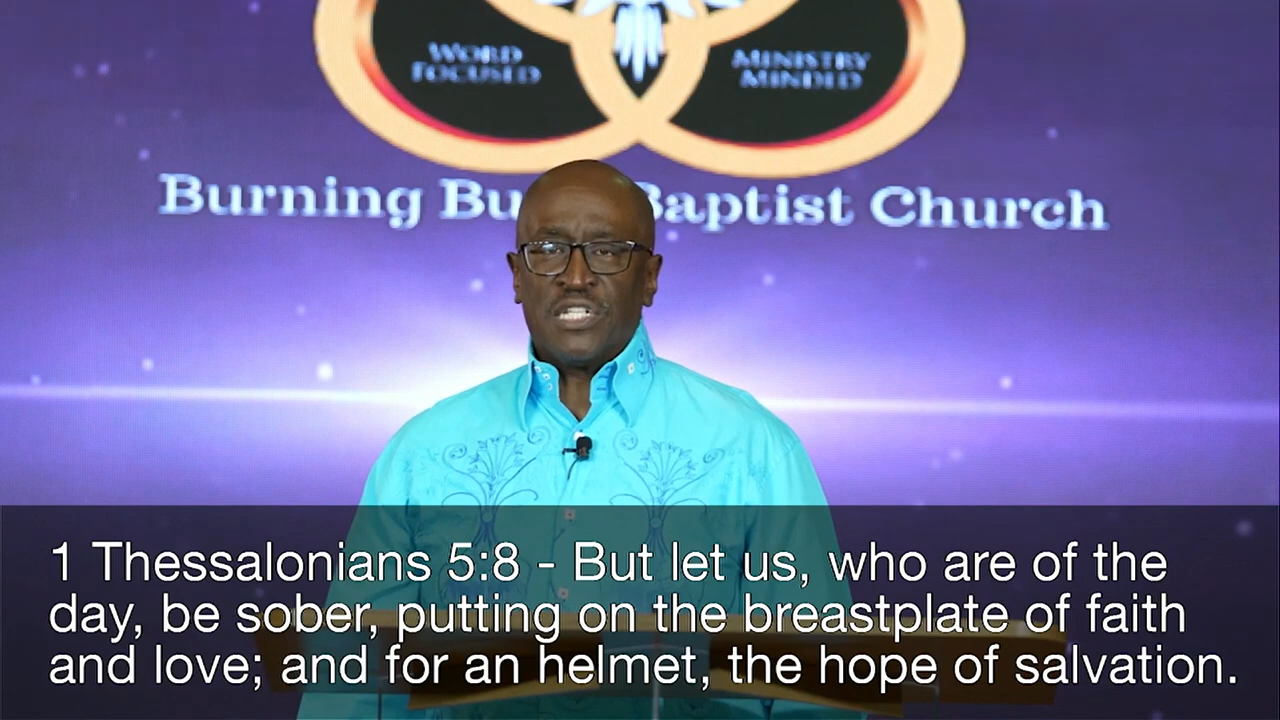 WORD
FOCUSED
MINISTRY
MINDED
Burning Bu Baptist Church
1 Thessalonians 5:8 - But let us, who are of the
day, be sober, putting on the breastplate of faith
and love; and for an helmet, the hope of salvation.